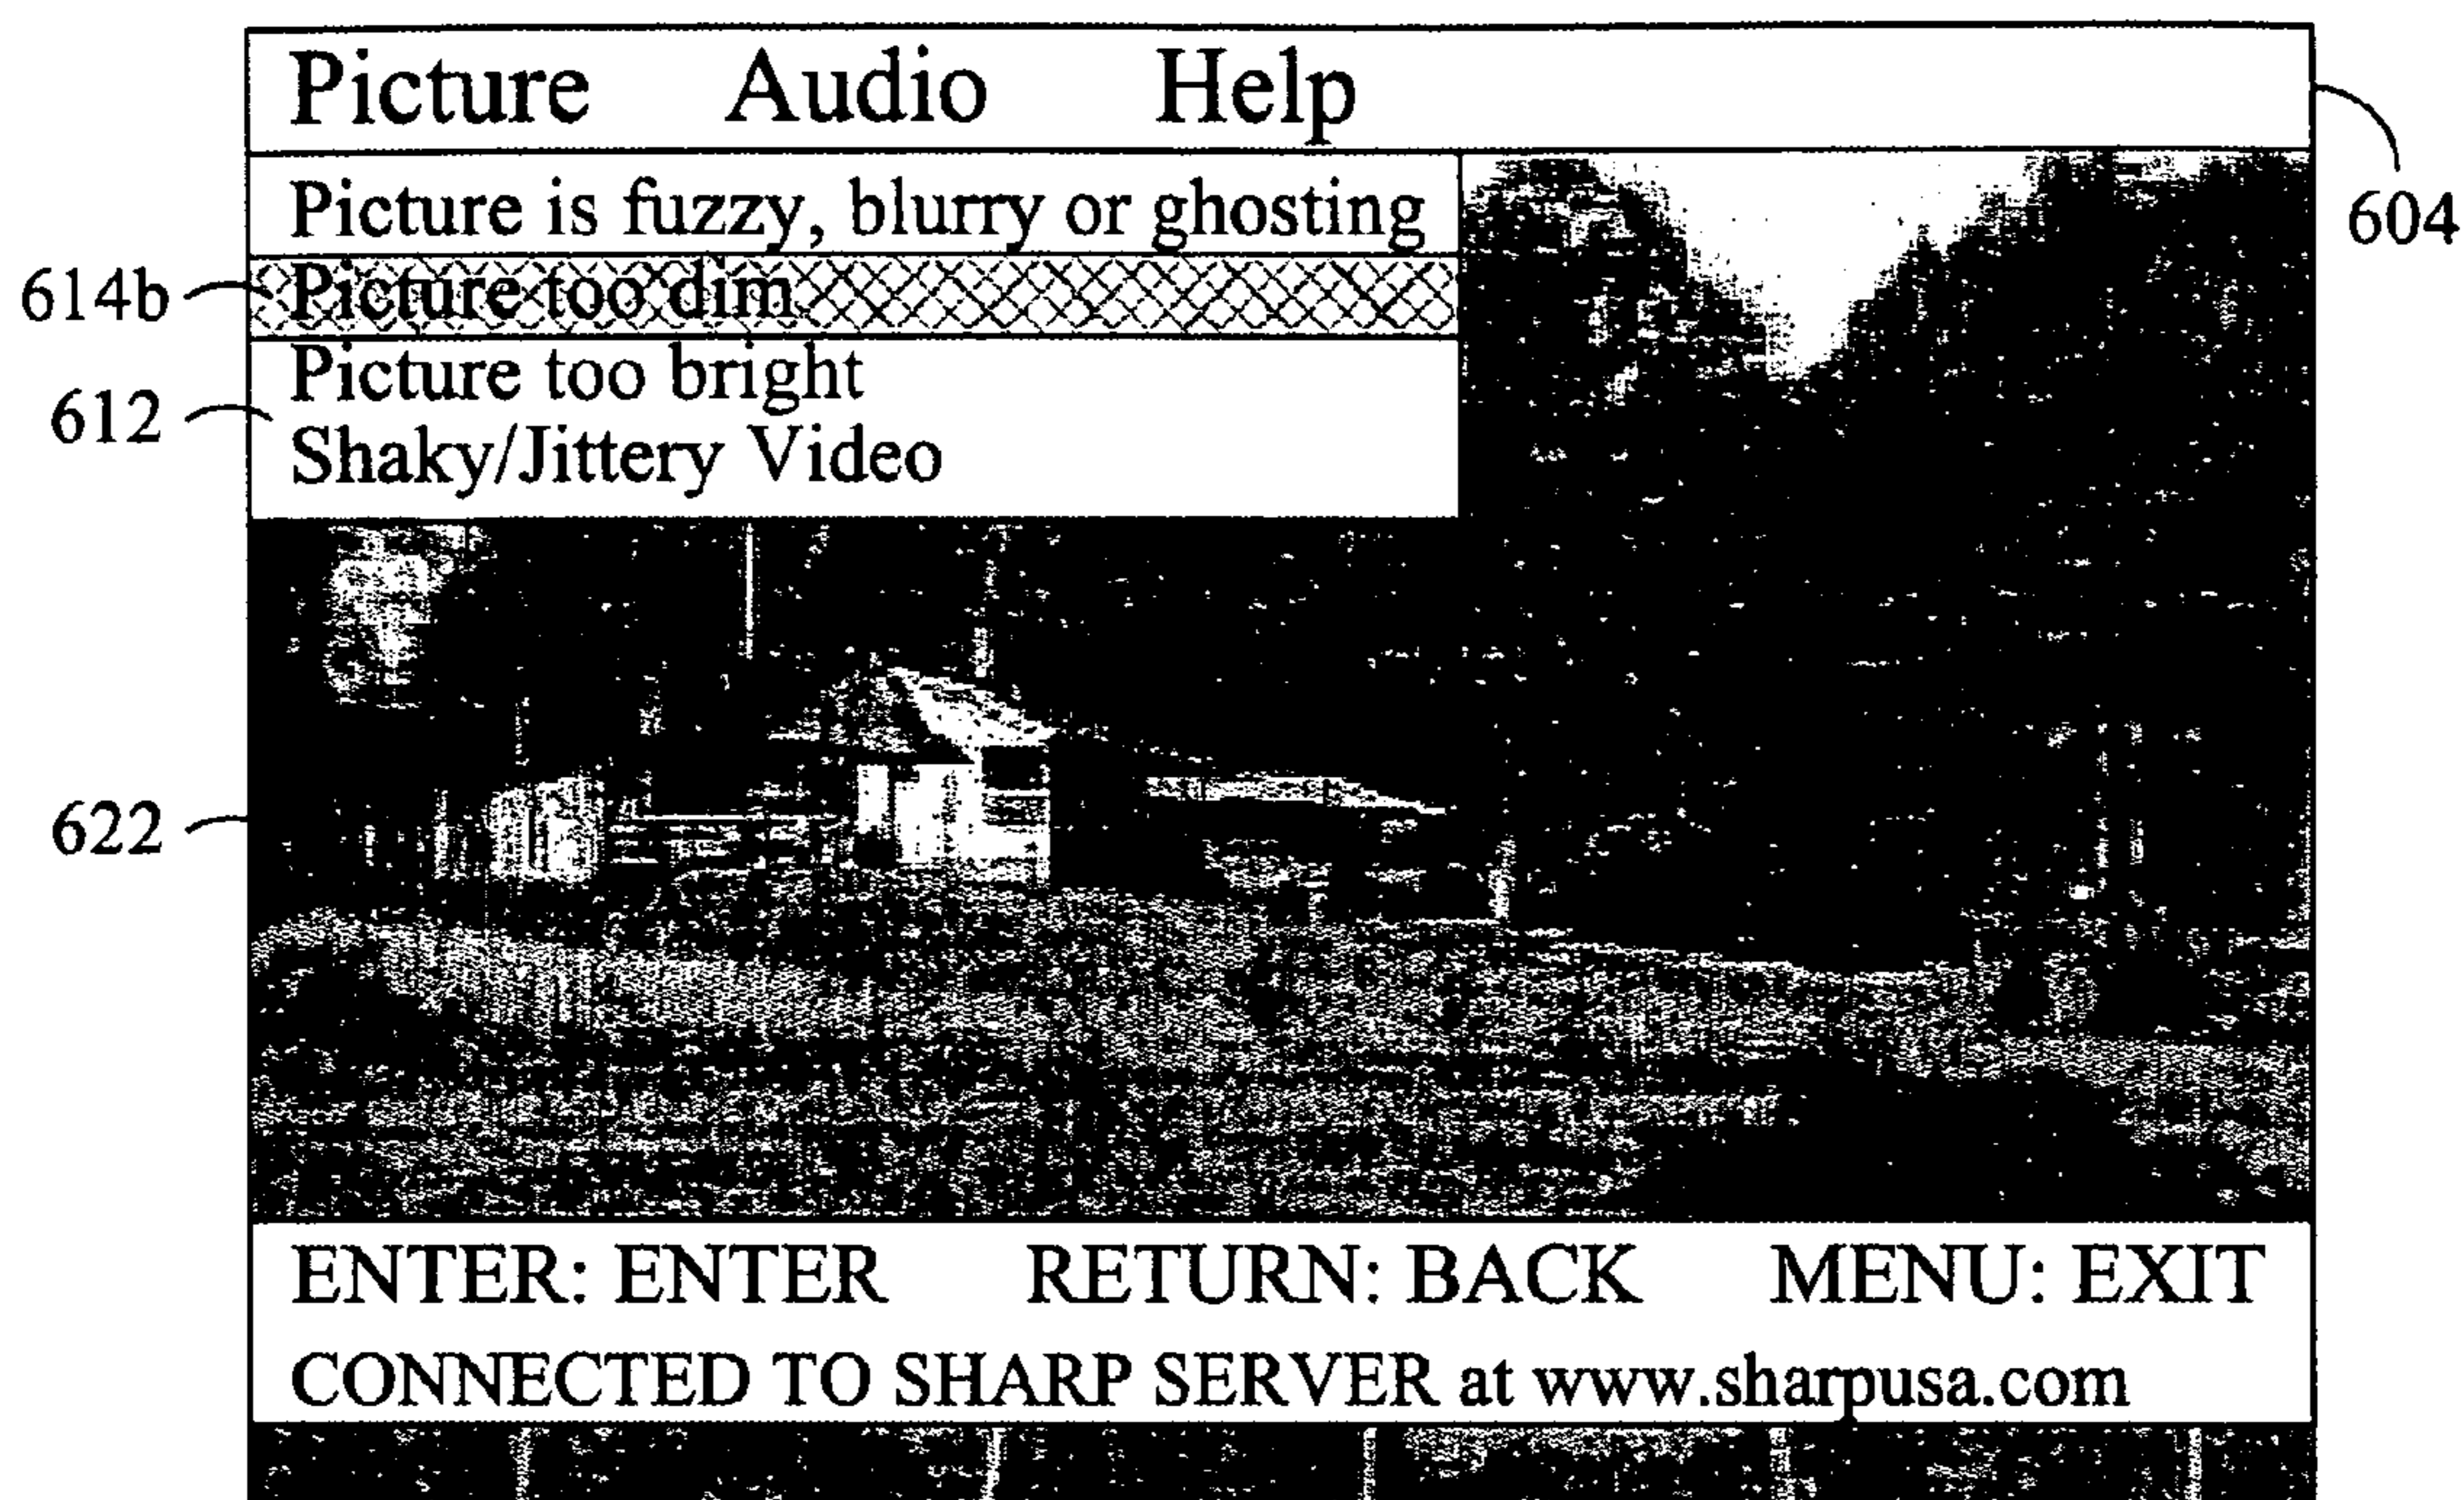 Picture Audio Help
604
Picture is fuzzy, blurry or ghosting
614b
Picture too dim
Picture too bright
612
Shaky/Jittery Video
622
ENTER: ENTER RETURN: BACK MENU: EXIT
CONNECTED TO SHARP SERVER at www.sharpusa.com